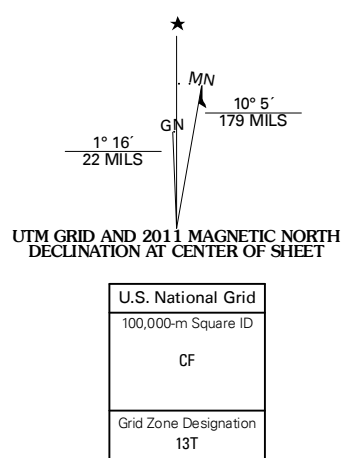 ★
MN
GN
10° 5´
179 MILS
1° 16´
22 MILS
UTM GRID AND 2011 MAGNETIC NORTH
DECLINATION AT CENTER OF SHEET
U.S. National Grid
100,000-m Square ID
CF
Grid Zone Designation
13T